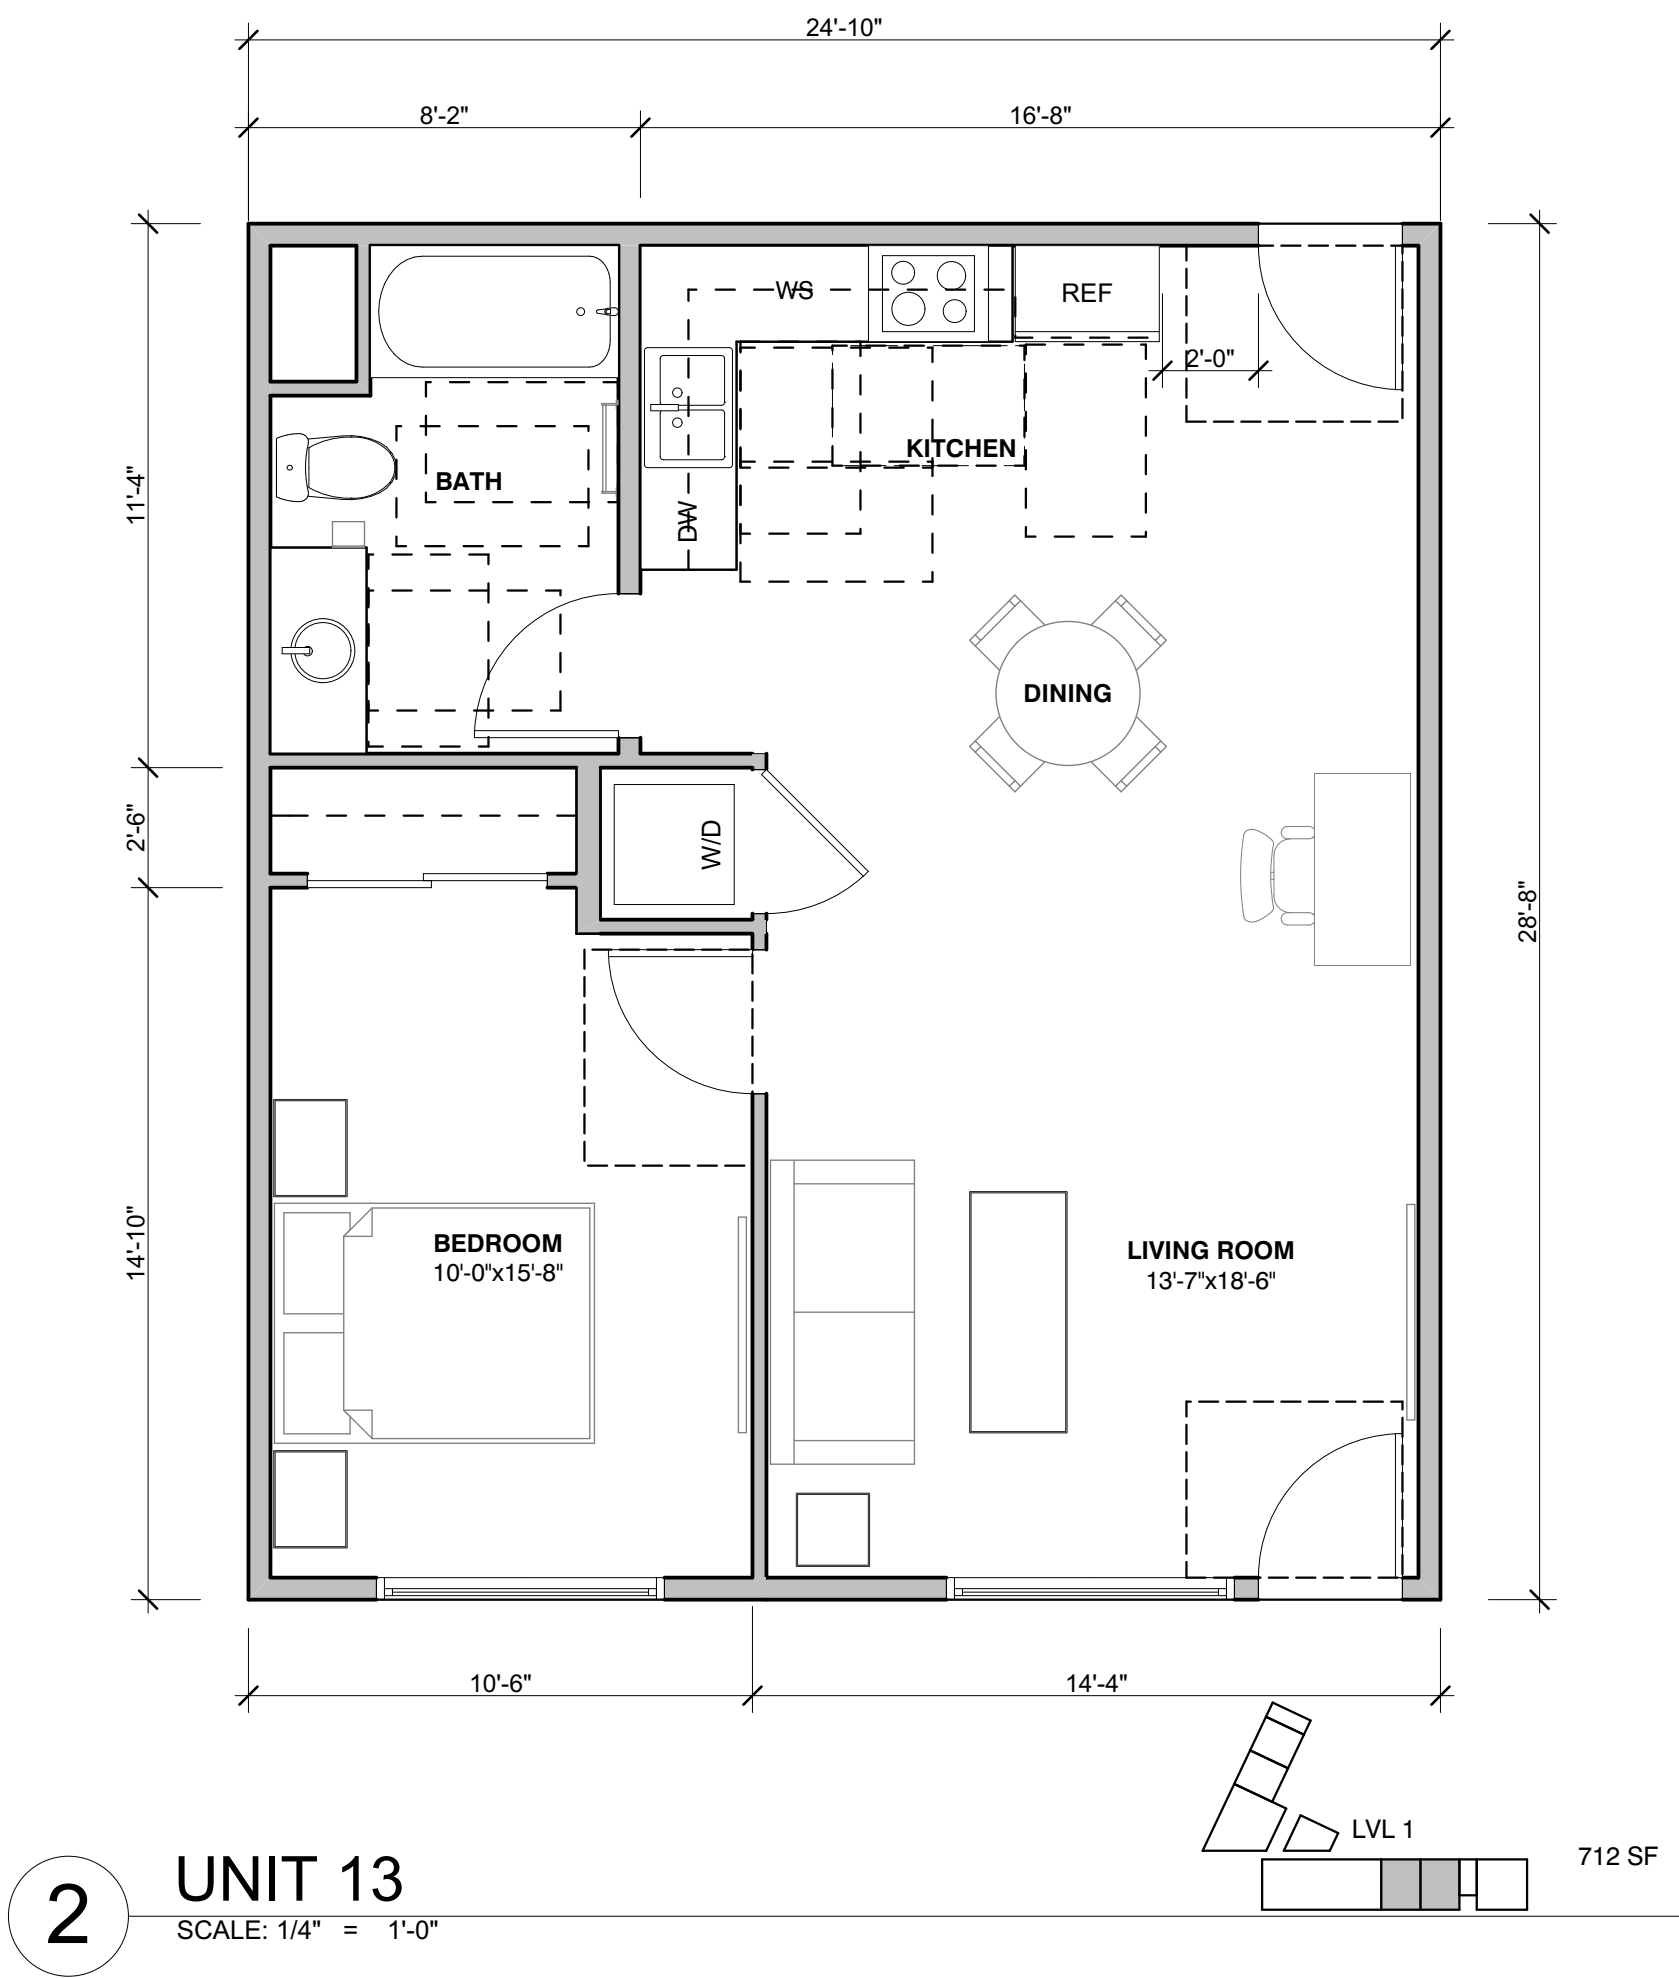 24'-10"
8'-2"
16'-8"
WS
REF
2'-0"
KITCHEN
BATH
11'-4"
DW
DINING
2'-6"
W/D
28'-8"
14'-10"
BEDROOM
10'-0"x15'-8"
LIVING ROOM
13'-7"x18'-6"
10'-6"
14'-4"
LVL 1
712 SF
2
UNIT 13
SCALE: 1/4" = 1'-0"